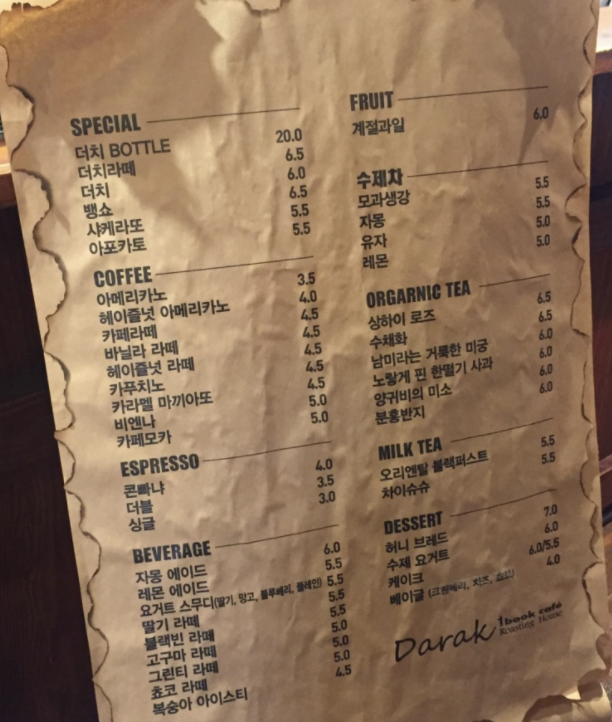 SPECIAL
더치 BOTTLE 20.0
더치라떼 6.5
더치 6.0
뱅쇼 6.5
샤케라또 5.5
아포카토 5.5
COFFEE
아메리카노 3.5
헤이즐넛 아메리카노 4.0
카페라떼 4.5
바닐라 라떼 4.5
헤이즐넛 라떼 4.5
카푸치노 4.5
카라멜 마끼아또 4.5
비엔나 5.0
카페모카 5.0
ESPRESSO
콘빠냐 4.0
더블 3.5
싱글 3.0
BEVERAGE
자몽 에이드 6.0
레몬 에이드 5.5
요거트 스무디(딸기, 망고, 블루베리, 플레인) 5.5
딸기 라떼 5.5
블랙빈 라떼 5.5
고구마 라떼 5.0
그린티 라떼 5.0
쵸코 라떼 5.0
복숭아 아이스티 4.5
FRUIT
계절과일 6.0
수제차
모과생강 5.5
자몽 5.5
유자 5.0
레몬 5.0
ORGARNIC TEA
상하이 로즈 6.5
수채화 6.5
남미라는 거룩한 미궁 6.0
노랗게 핀 한떨기 사과 6.0
양귀비의 미소 6.0
분홍반지 6.0
MILK TEA
오리엔탈 블랙퍼스트 5.5
차이슈슈 5.5
DESSERT
허니 브레드 7.0
수제 요거트 6.0
케이크 6.0/5.5
베이글 (크림베리, 치즈, 4.0
Darak 1book café
Roasting House